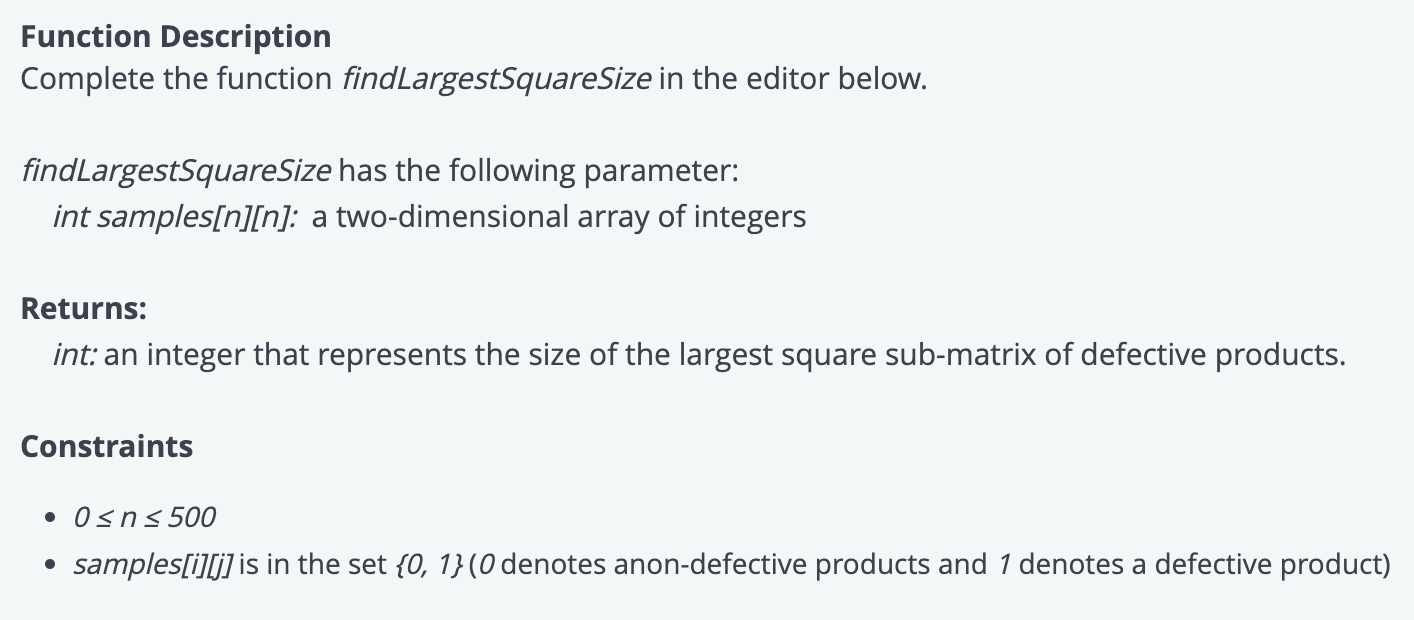 Function Description
Complete the function findLargestSquareSize in the editor below.
findLargestSquareSize has the following parameter:
int samples[n][n]: a two-dimensional array of integers
Returns:
int: an integer that represents the size of the largest square sub-matrix of defective products.
Constraints
• 0 ≤ n ≤ 500
• samples[i][j] is in the set {0, 1} (0 denotes anon-defective products and 1 denotes a defective product)